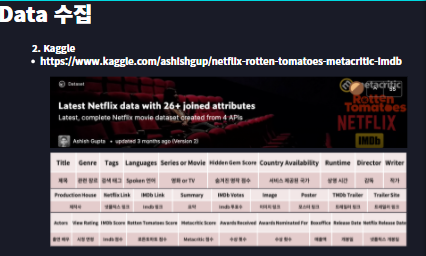 Data 수집
2. Kaggle
• https://www.kaggle.com/ashishgup/netflix-rotten-tomatoes-metacritic-imdb
Dataset
metacritic
Rotten Tomatoes
Latest Netflix data with 26+ joined attributes
NETFLIX
Latest, complete Netflix movie dataset created from 4 APIs
IMDb
Ashish Gupta • updated 3 months ago (Version 2)
Title Genre Tags Languages Series or Movie Hidden Gem Score Country Availability Runtime Director Writer
제목 관련 장르 검색 태그 Spoken 언어 영화 or TV 숨겨진 명작 점수 서비스 제공된 국가 상영 시간 감독 작가
Production House Netflix Link IMDb Link Summary IMDb Votes Image Poster TMDb Trailer Trailer Site
제작사 넷플릭스 링크 imdb 링크 요약 imdb 투표수 이미지 링크 포스터 링크 트레일러 링크 트레일러 링크
Actors View Rating IMDb Score Rotten Tomatoes Score Metacritic Score Awards Received Awards Nominated For Boxoffice Release Date Netflix Release Date
출연 배우 시청 연령 imdb 점수 로튼토마토 점수 Metacritic 점수 수상 횟수 수상 횟수 매출액 개봉일 넷플릭스 개봉일